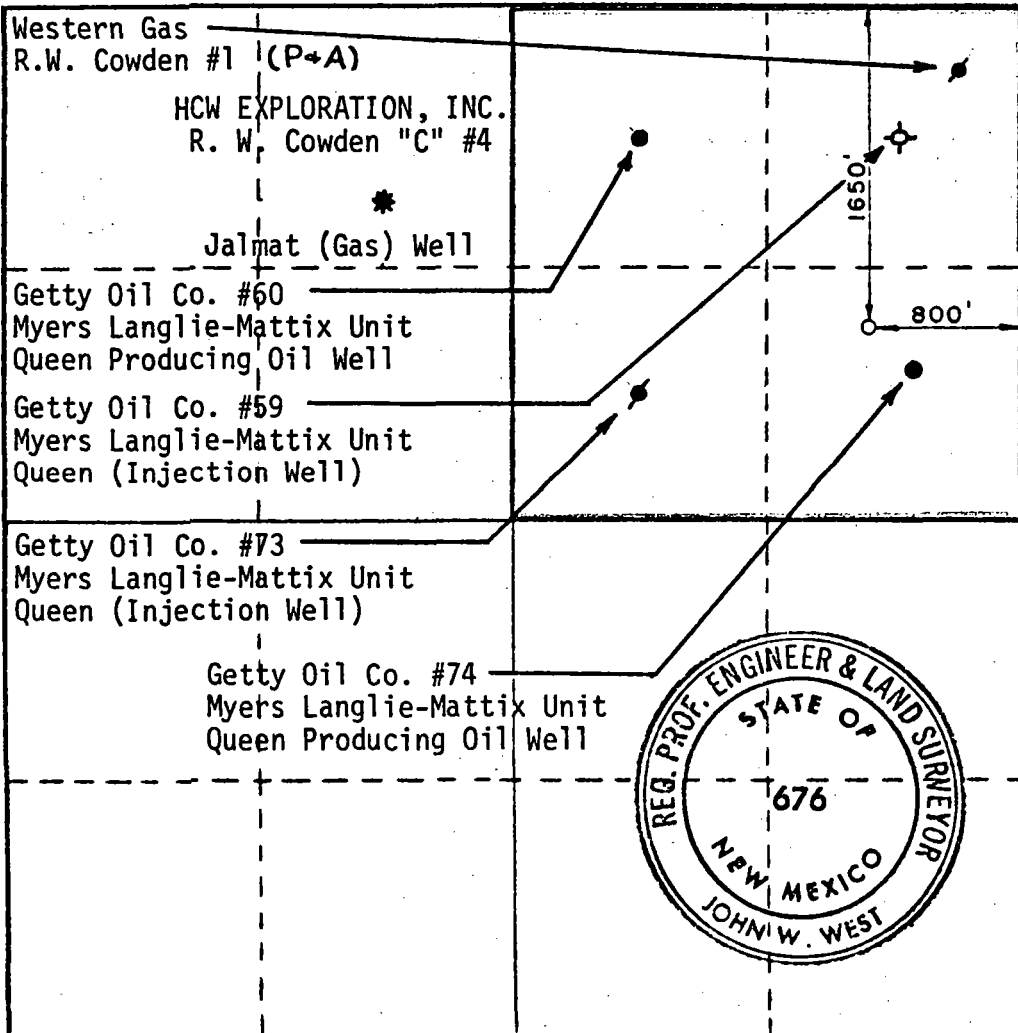 Western Gas
R.W. Cowden #1 (P&A)
HCW EXPLORATION, INC.
R. W. Cowden "C" #4
Jalmat (Gas) Well
1650'
800'
Getty Oil Co. #60
Myers Langlie-Mattix Unit
Queen Producing Oil Well
Getty Oil Co. #59
Myers Langlie-Mattix Unit
Queen (Injection Well)
Getty Oil Co. #73
Myers Langlie-Mattix Unit
Queen (Injection Well)
Getty Oil Co. #74
Myers Langlie-Mattix Unit
Queen Producing Oil Well
REG. PROF. ENGINEER & LAND SURVEYOR
STATE OF
676
NEW MEXICO
JOHN W. WEST